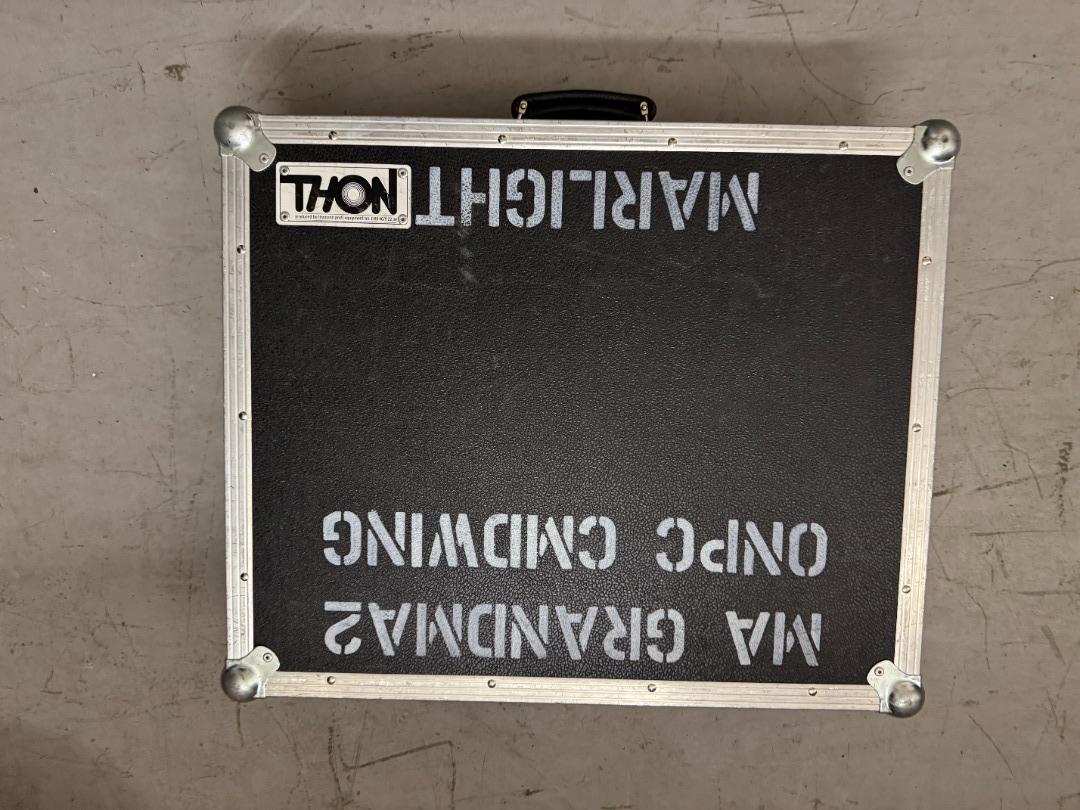 THON
MA GRANDMA2
ONPC CMDWING
MARLIGHT